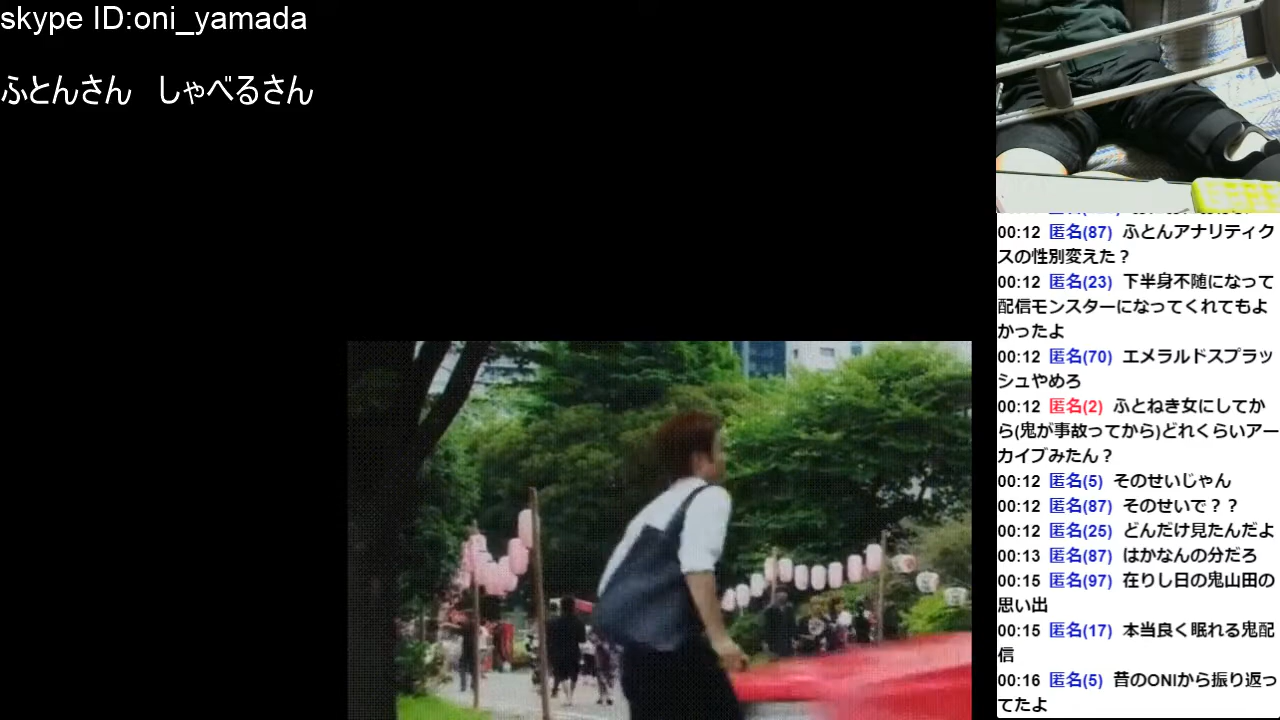 skype ID:oni_yamada
ふとんさん　しゃべるさん
00:12 匿名(87) ふとんアナリティク
スの性別変えた？
00:12 匿名(23) 下半身不随になって
配信モンスターになってくれてもよ
かったよ
00:12 匿名(70) エメラルドスプラッ
シュやめろ
00:12 匿名(2) ふとねき女にしてか
ら(鬼が事故ってから)どれくらいアー
カイブみたん？
00:12 匿名(5) そのせいじゃん
00:12 匿名(87) そのせいで？？
00:12 匿名(25) どんだけ見たんだよ
00:13 匿名(87) はかなんの分だろ
00:15 匿名(97) 在りし日の鬼山田の
思い出
00:15 匿名(17) 本当良く眠れる鬼配
信
00:16 匿名(5) 昔のONIから振り返っ
てたよ